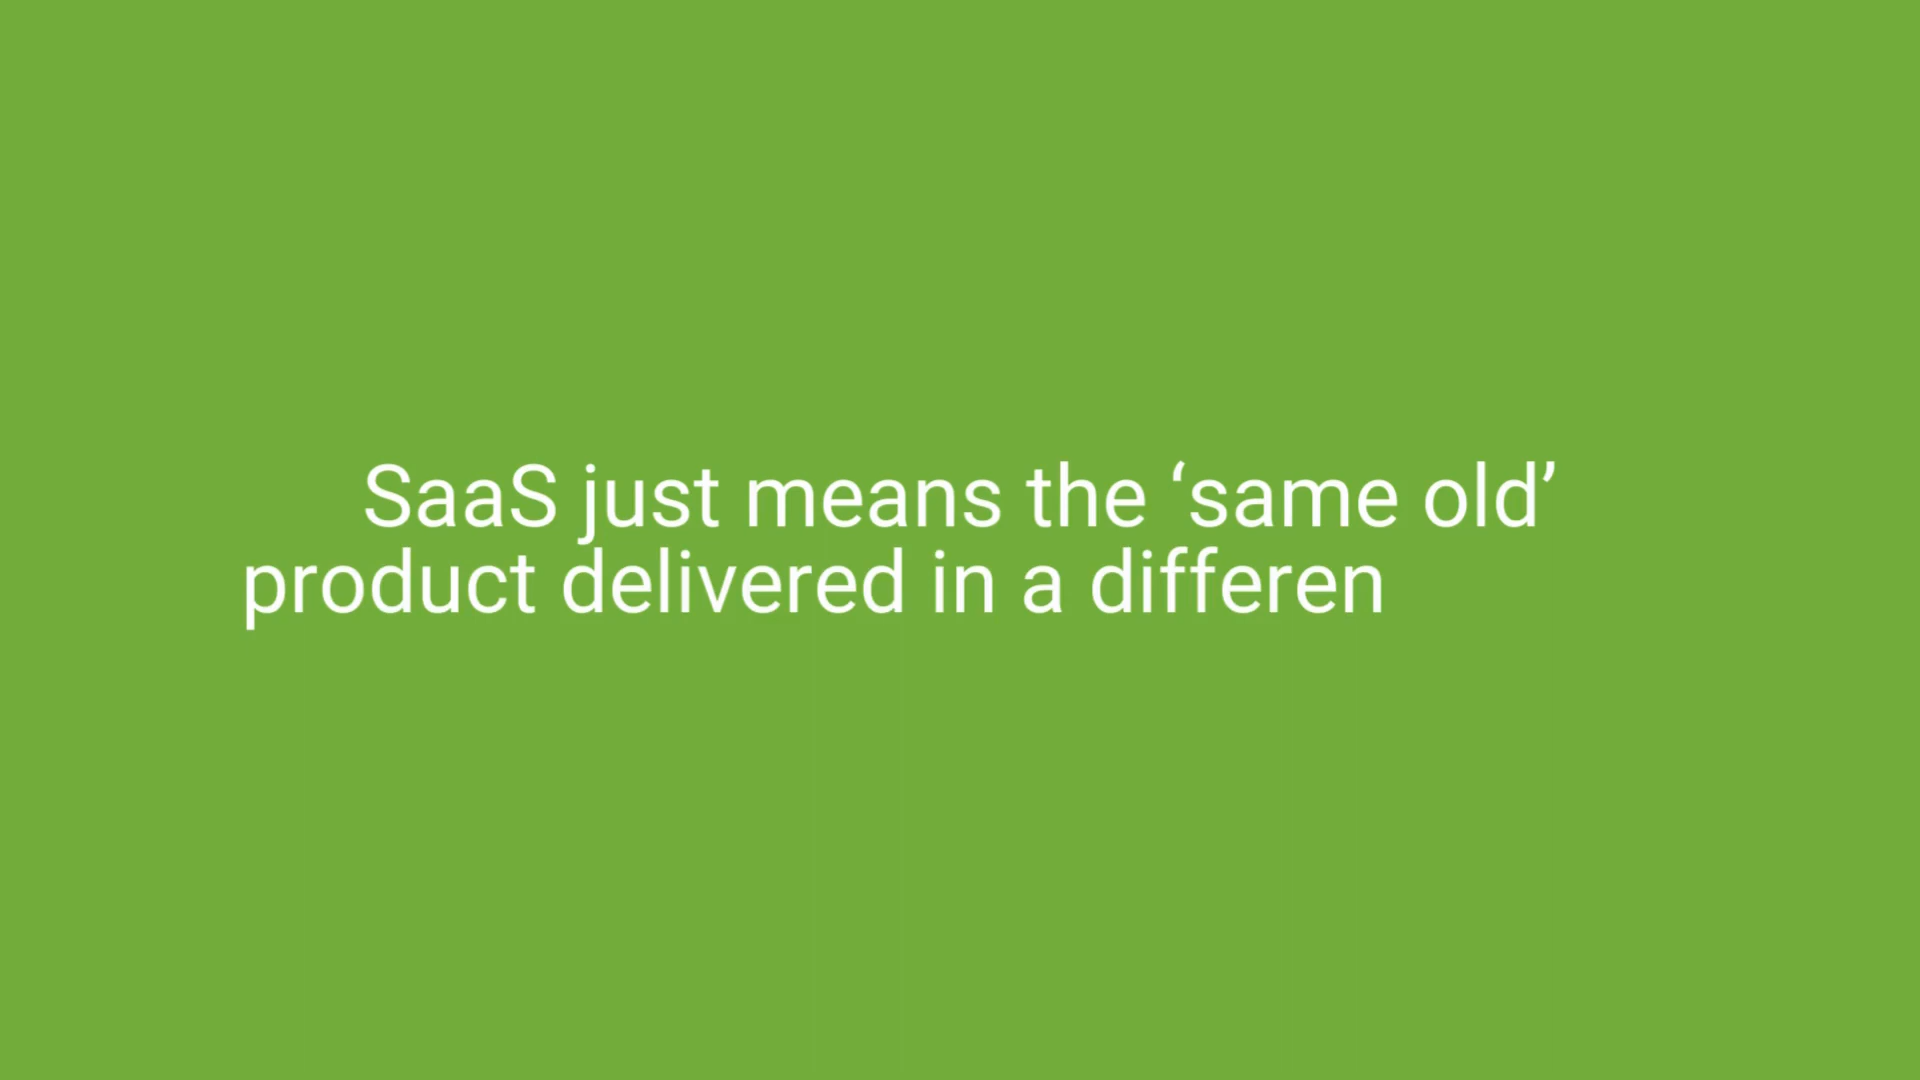 SaaS just means the ‘same old’
product delivered in a differen